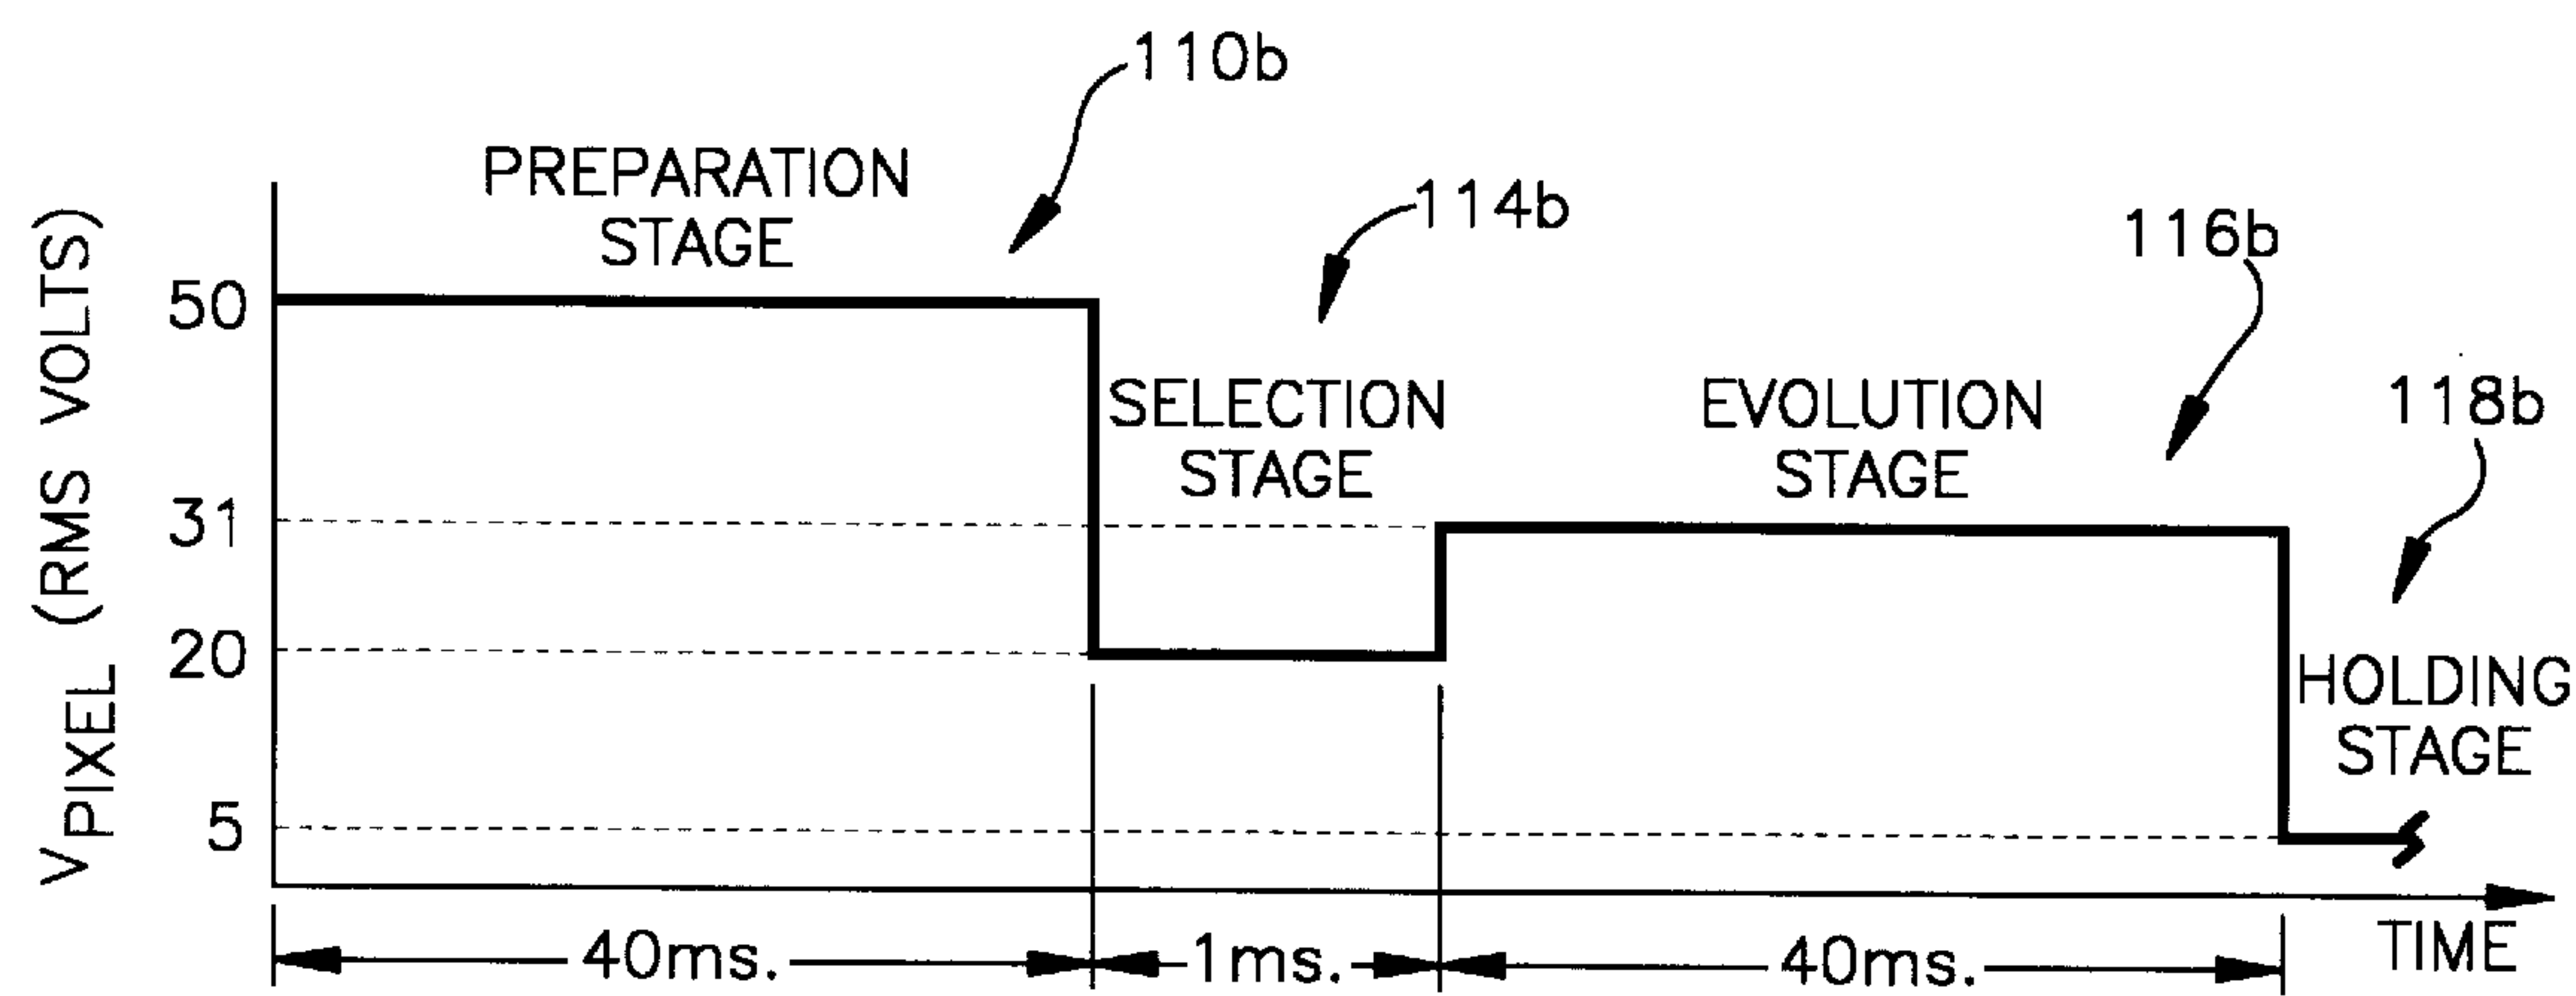 110b
PREPARATION
STAGE
114b
116b
50
SELECTION
STAGE
EVOLUTION
STAGE
118b
31
20
HOLDING
STAGE
5
VPIXEL (RMS VOLTS)
40ms.
1ms.
40ms.
TIME